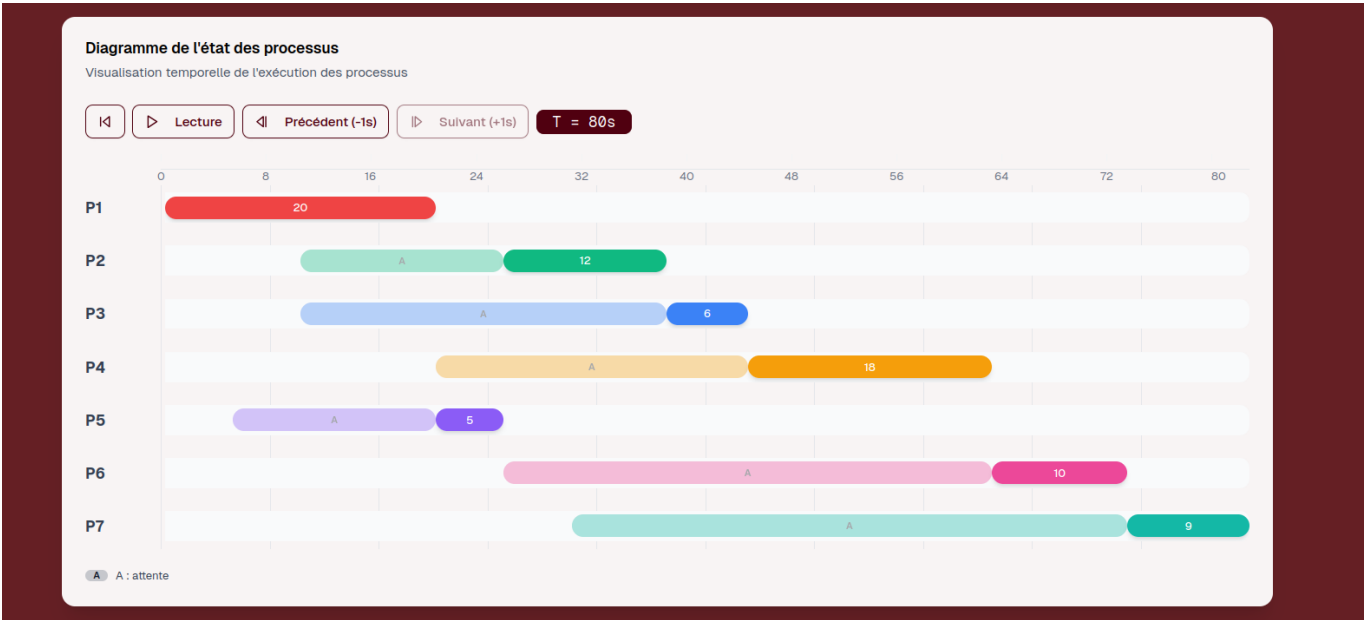 Diagramme de l'état des processus
Visualisation temporelle de l'exécution des processus
Lecture Précédent (-1s) Suivant (+1s) T = 80s
0 8 16 24 32 40 48 56 64 72 80
P1 20
P2 A 12
P3 A 6
P4 A 18
P5 A 5
P6 A 10
P7 A 9
A A : attente